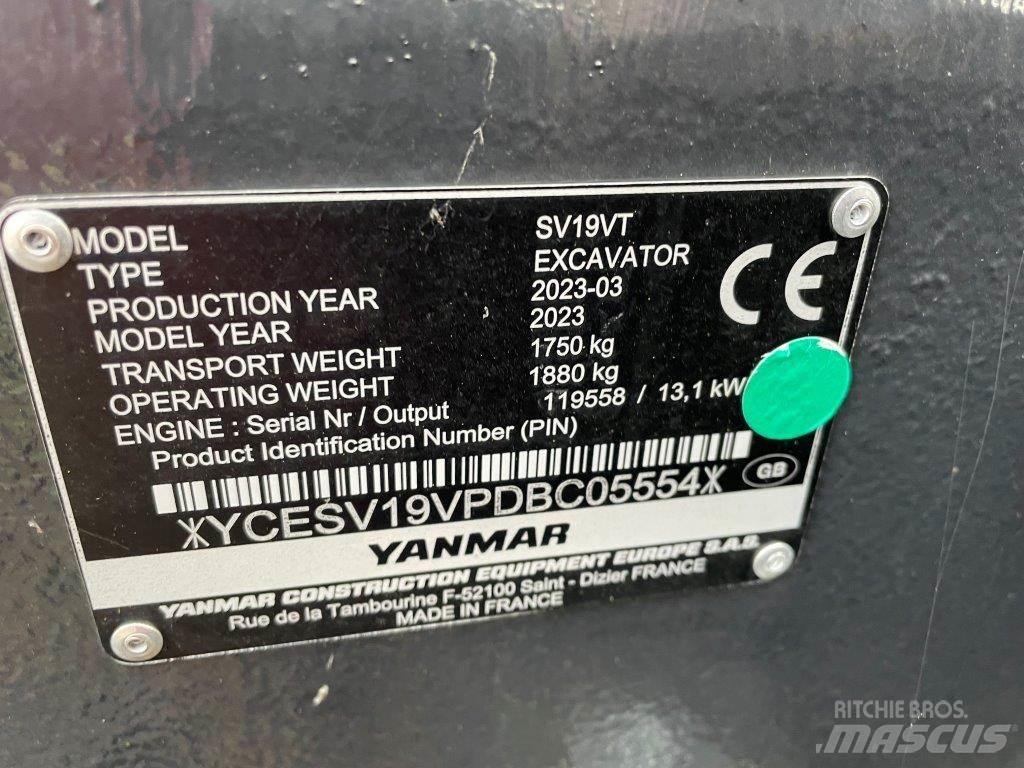 MODEL SV19VT
TYPE EXCAVATOR
PRODUCTION YEAR 2023-03
MODEL YEAR 2023
TRANSPORT WEIGHT 1750 kg
OPERATING WEIGHT 1880 kg
ENGINE : Serial Nr / Output 119558 / 13,1 kW
Product Identification Number (PIN)
CE
GB
*YCESV19VPDBC05554*
YANMAR
YANMAR CONSTRUCTION EQUIPMENT EUROPE S.A.S.
Rue de la Tambourine F-52100 Saint - Dizier FRANCE
MADE IN FRANCE
RITCHIE BROS.
MASCUS